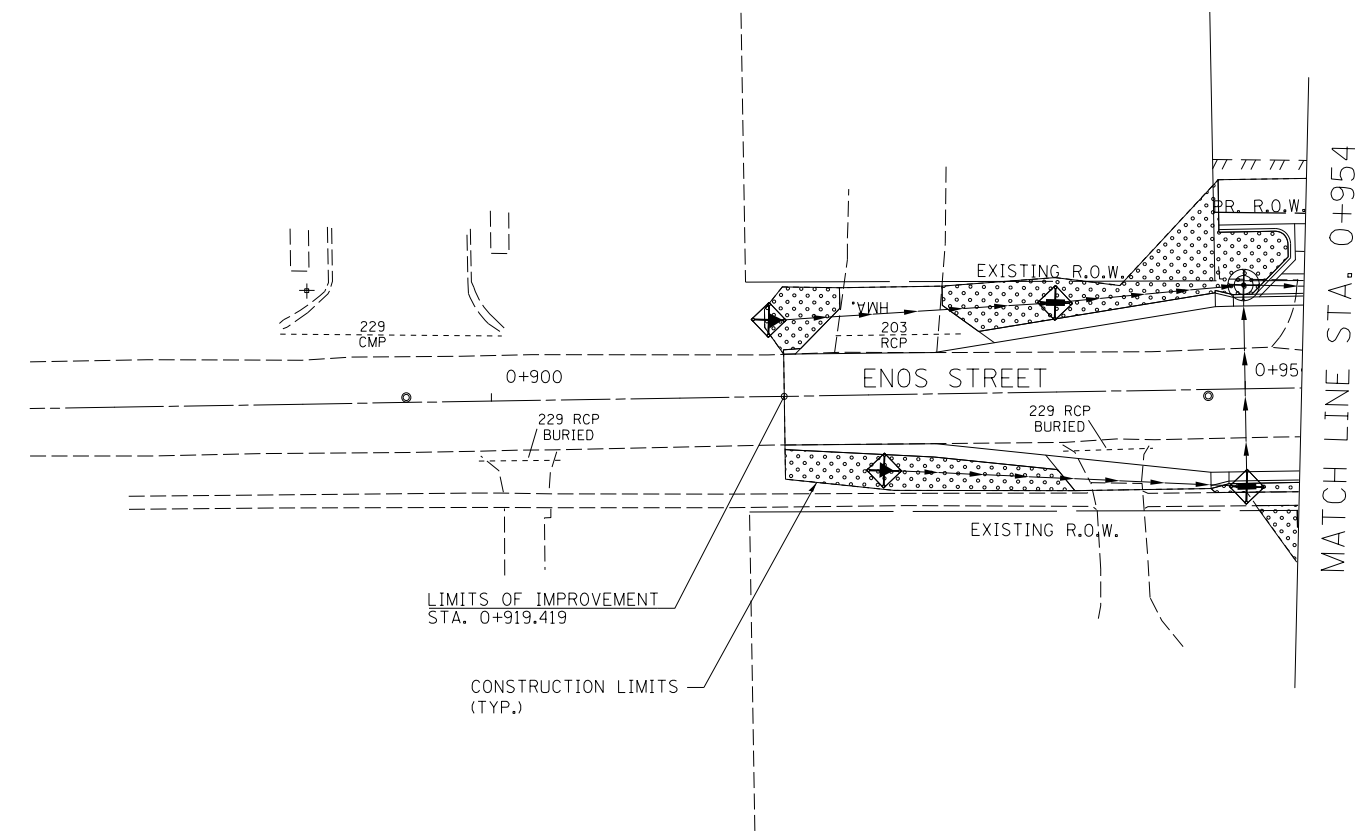 PR. R.O.W.
EXISTING R.O.W.
HMA
229
CMP
203
RCP
0+900
ENOS STREET
0+95
229 RCP
BURIED
229 RCP
BURIED
EXISTING R.O.W.
LIMITS OF IMPROVEMENT
STA. 0+919.419
CONSTRUCTION LIMITS
(TYP.)
MATCH LINE STA. 0+954